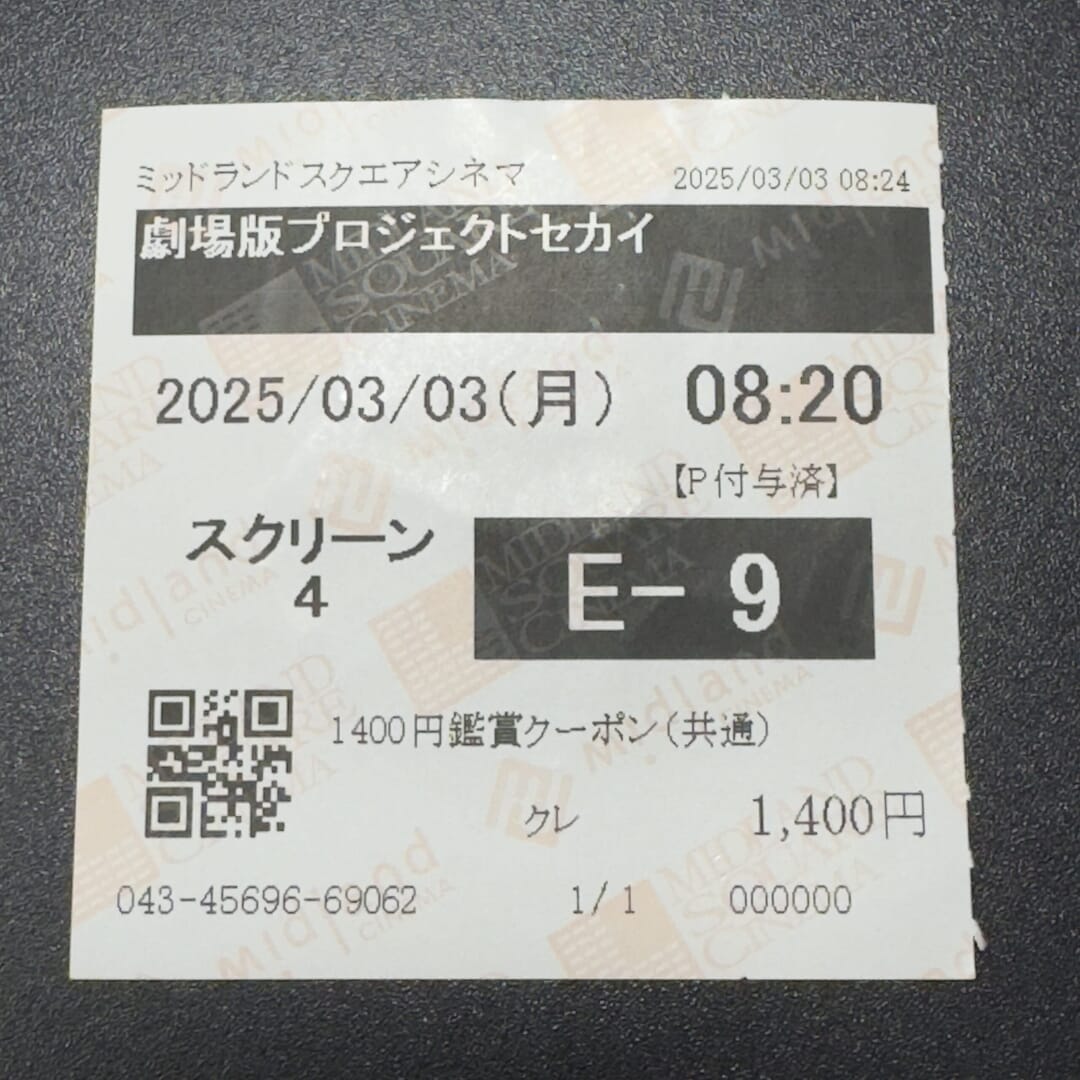 ミッドランドスクエアシネマ 2025/03/03 08:24
劇場版プロジェクトセカイ
2025/03/03(月) 08:20
【P付与済】
スクリーン
4
E- 9
1400円鑑賞クーポン(共通)
クレ 1,400円
043-45696-69062 1/ 1 000000